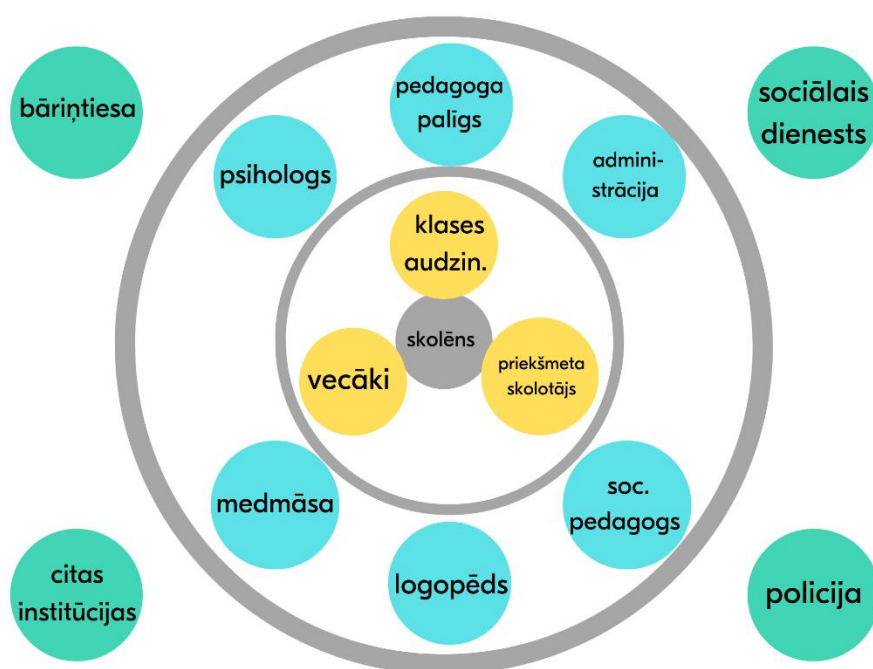 bāriņtiesa
pedagoga
palīgs
sociālais
dienests
psihologs
admini-
strācija
klases
audzin.
skolēns
vecāki
priekšmeta
skolotājs
medmāsa
soc.
pedagogs
logopēds
citas
institūcijas
policija